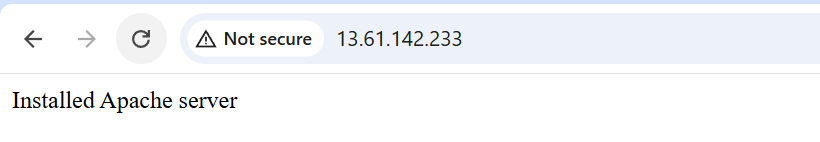 Not secure 13.61.142.233
Installed Apache server